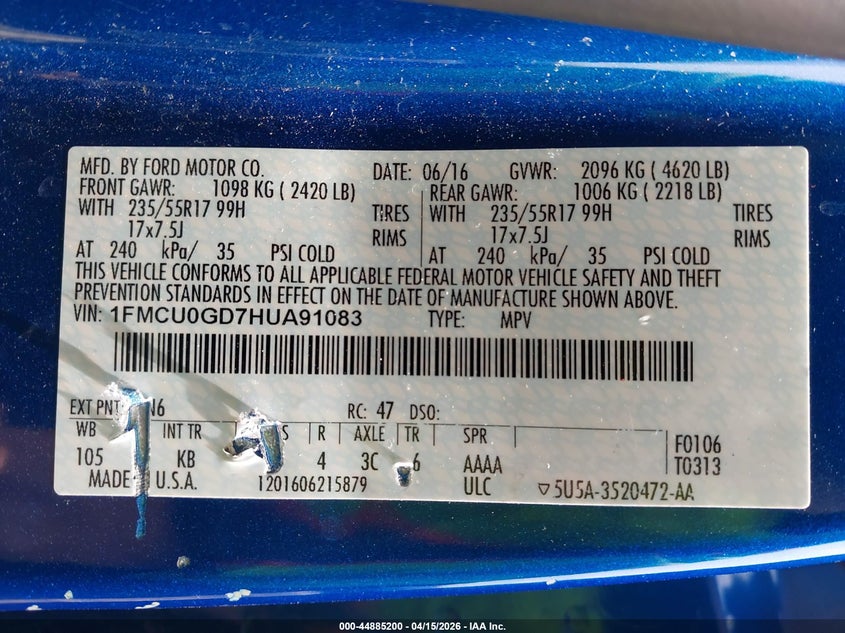 MFD. BY FORD MOTOR CO. DATE: 06/16 GVWR: 2096 KG ( 4620 LB)
FRONT GAWR: 1098 KG ( 2420 LB) REAR GAWR: 1006 KG ( 2218 LB)
WITH 235/55R17 99H TIRES WITH 235/55R17 99H TIRES
17x7.5J RIMS 17x7.5J RIMS
AT 240 kPa/ 35 PSI COLD AT 240 kPa/ 35 PSI COLD
THIS VEHICLE CONFORMS TO ALL APPLICABLE FEDERAL MOTOR VEHICLE SAFETY AND THEFT
PREVENTION STANDARDS IN EFFECT ON THE DATE OF MANUFACTURE SHOWN ABOVE.
VIN: 1FMCU0GD7HUA91083 TYPE: MPV
EXT PNT: N6 RC: 47 DSO:
WB INT TR S R AXLE TR SPR
105 KB 4 3C 6 AAAA
F0106
T0313
MADE U.S.A. 1201606215879 ULC ▽5U5A-3520472-AA
000-44885200 - 04/15/2026 - IAA Inc.